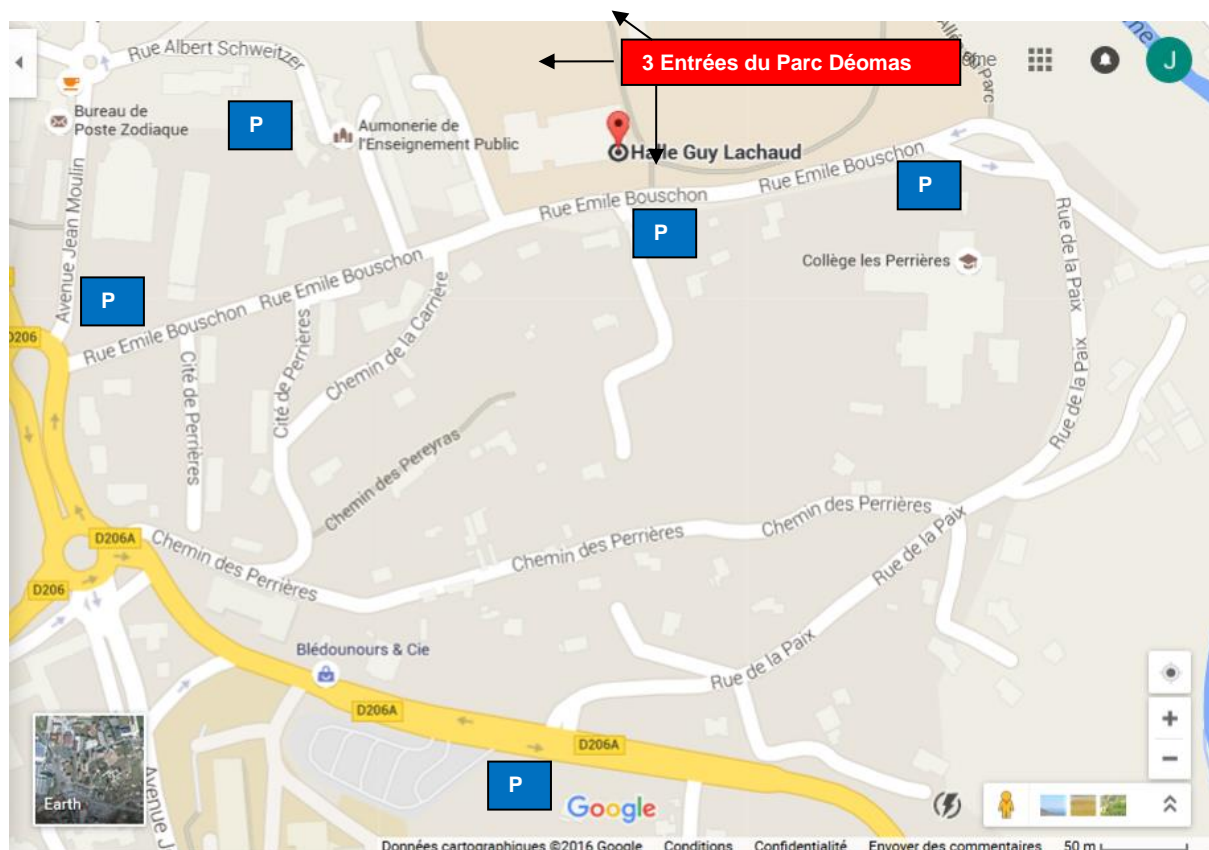 Rue Albert Schweitzer
3 Entrées du Parc Déomas
J
Bureau de
Poste Zodiaque
P
Aumonerie de
l'Enseignement Public
Halle Guy Lachaud
Rue Emile Bouschon
P
Rue Emile Bouschon
P
Avenue Jean Moulin
P
Rue Emile Bouschon
Rue Emile Bouschon
Collège les Perrières
Rue de la Paix
D206
Cité de Perrières
Cité de Perrières
Chemin de la Carrière
Rue de la Paix
Chemin des Pereyras
D206A
Chemin des Perrières
Chemin des Perrières
Chemin des Perrières
Rue de la Paix
D206
Blédounours & Cie
Rue de la Paix
D206A
D206A
P
Earth
Google
Avenue J
Données cartographiques ©2016 Google Conditions Confidentialité Envoyer des commentaires 50 m